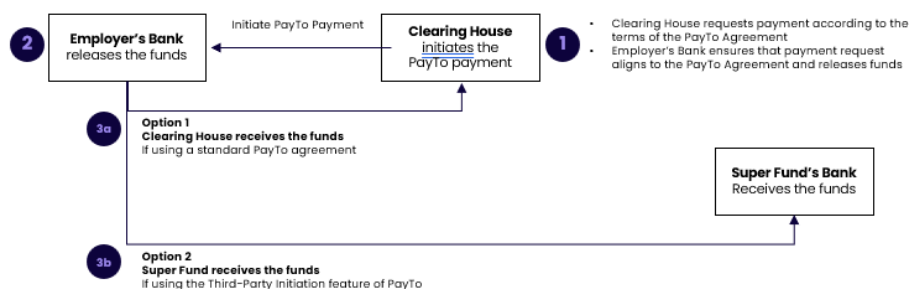 2
Employer's Bank
releases the funds
Initiate PayTo Payment
Clearing House
initiates the
PayTo payment
1
• Clearing House requests payment according to the
terms of the PayTo Agreement
• Employer's Bank ensures that payment request
aligns to the PayTo Agreement and releases funds
3a
Option 1
Clearing House receives the funds
If using a standard PayTo agreement
Super Fund's Bank
Receives the funds
3b
Option 2
Super Fund receives the funds
If using the Third-Party Initiation feature of PayTo